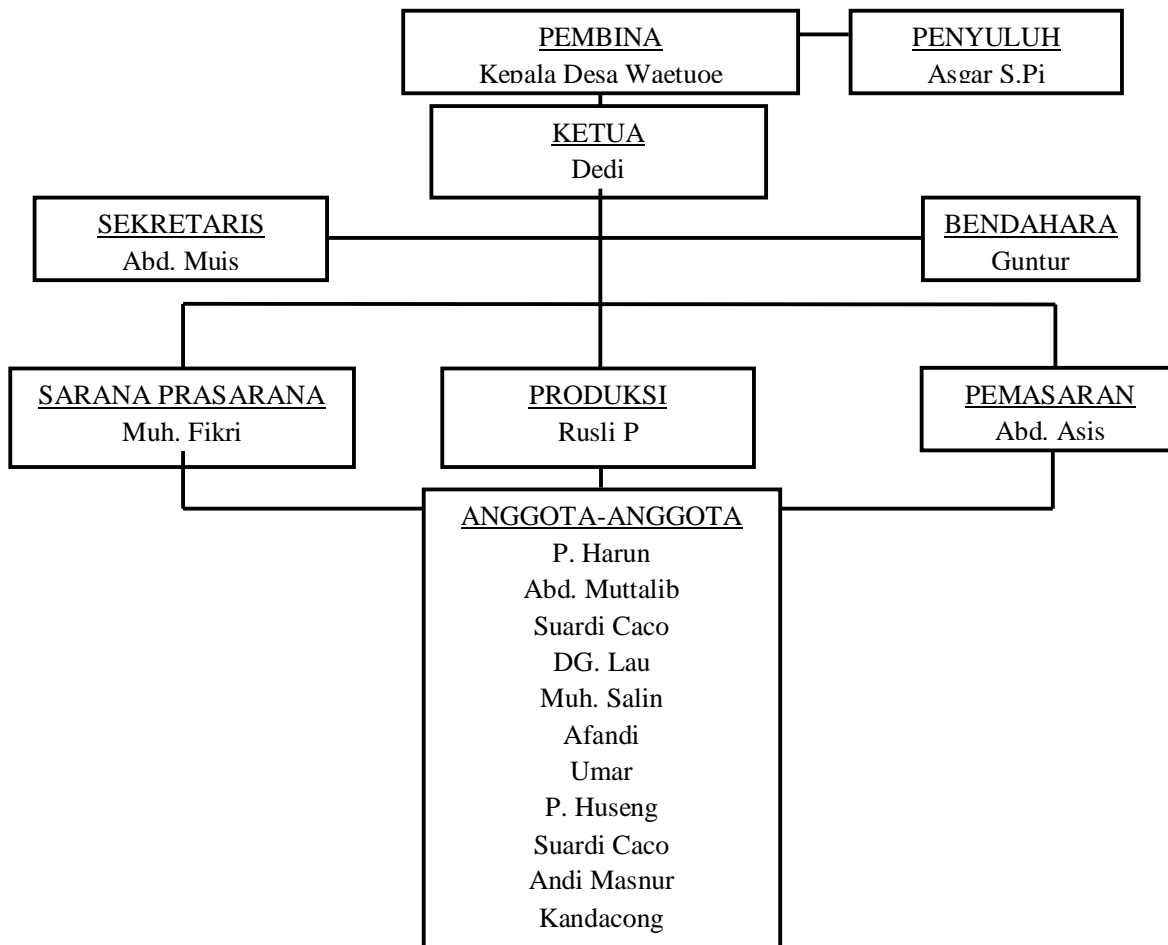 PEMBINA
Kepala Desa Waetuoe
PENYULUH
Asgar S.Pi
KETUA
Dedi
SEKRETARIS
Abd. Muis
BENDAHARA
Guntur
SARANA PRASARANA
Muh. Fikri
PRODUKSI
Rusli P
PEMASARAN
Abd. Asis
ANGGOTA-ANGGOTA
P. Harun
Abd. Muttalib
Suardi Caco
DG. Lau
Muh. Salin
Afandi
Umar
P. Huseng
Suardi Caco
Andi Masnur
Kandacong